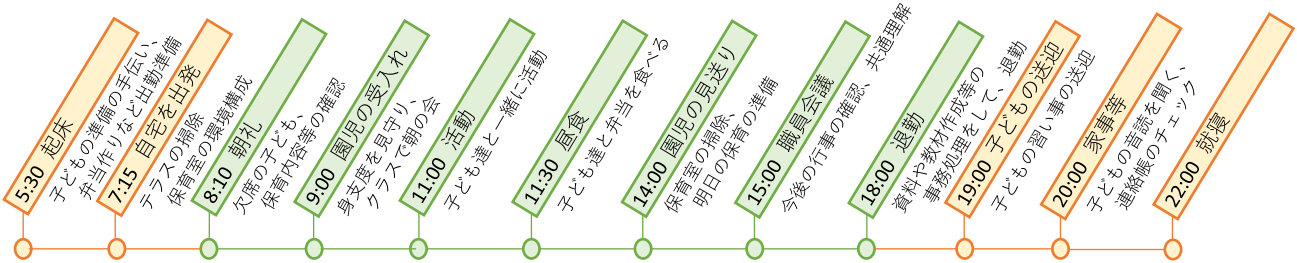 5:30 起床
子どもの準備の手伝い、
弁当作りなど出勤準備
7:15 自宅を出発
テラスの掃除
保育室の環境構成
8:10 朝礼
欠席の子ども、
保育内容等の確認
9:00 園児の受入れ
身支度を見守り、
クラスで朝の会
11:00 活動
子ども達と一緒に活動
11:30 昼食
子ども達と弁当を食べる
14:00 園児の見送り
保育室の掃除、
明日の保育の準備
15:00 職員会議
今後の行事の確認、 共通理解
18:00 退勤
資料や教材作成等の
事務処理をして、退勤
19:00 子どもの送迎
子どもの習い事の送迎
20:00 家事等
子どもの音読を聞く、
連絡帳のチェック
22:00 就寝